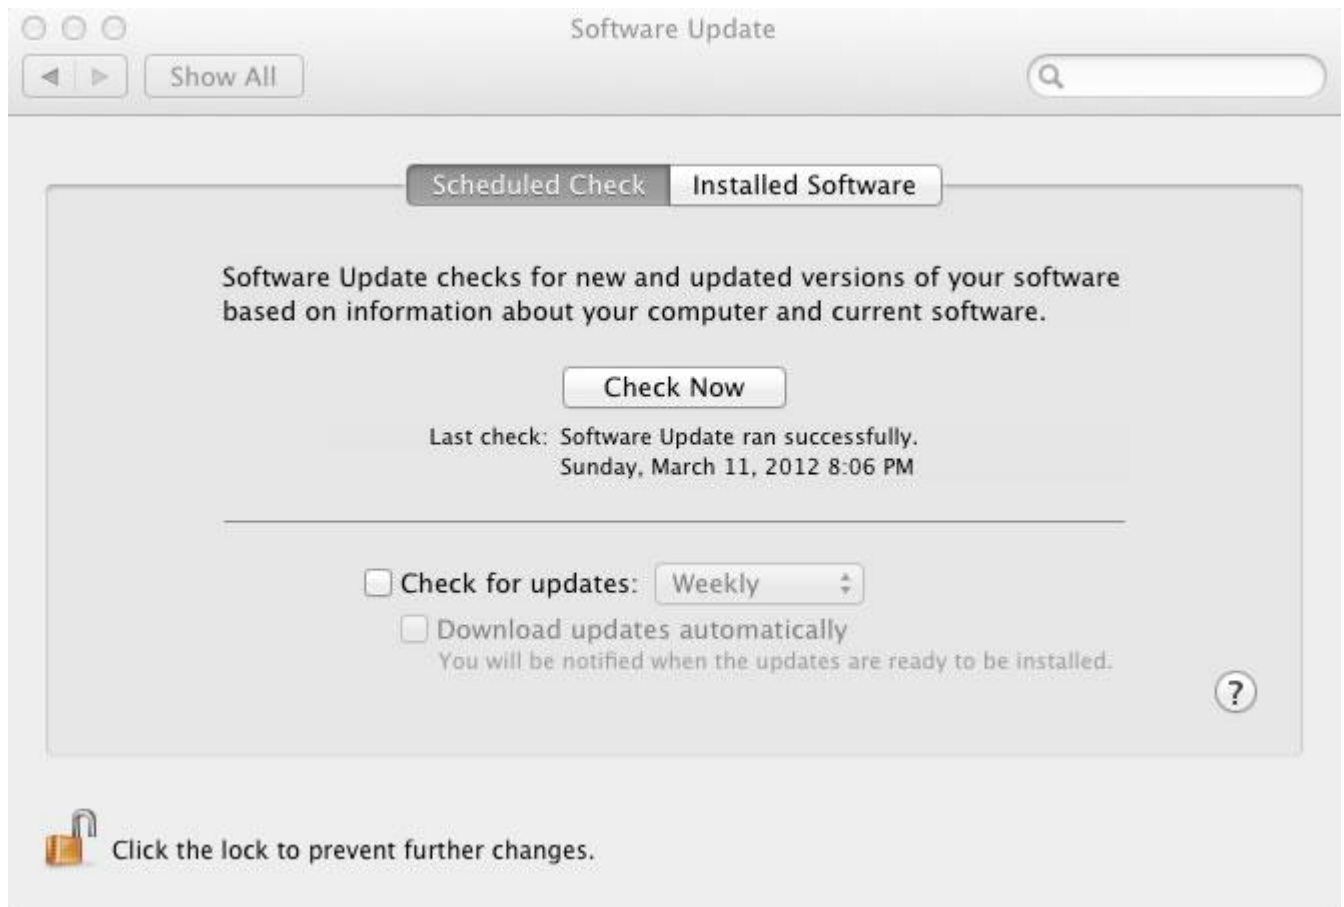 Software Update
Show All
Scheduled Check Installed Software
Software Update checks for new and updated versions of your software
based on information about your computer and current software.
Check Now
Last check: Software Update ran successfully.
Sunday, March 11, 2012 8:06 PM
Check for updates: Weekly
Download updates automatically
You will be notified when the updates are ready to be installed.
?
Click the lock to prevent further changes.